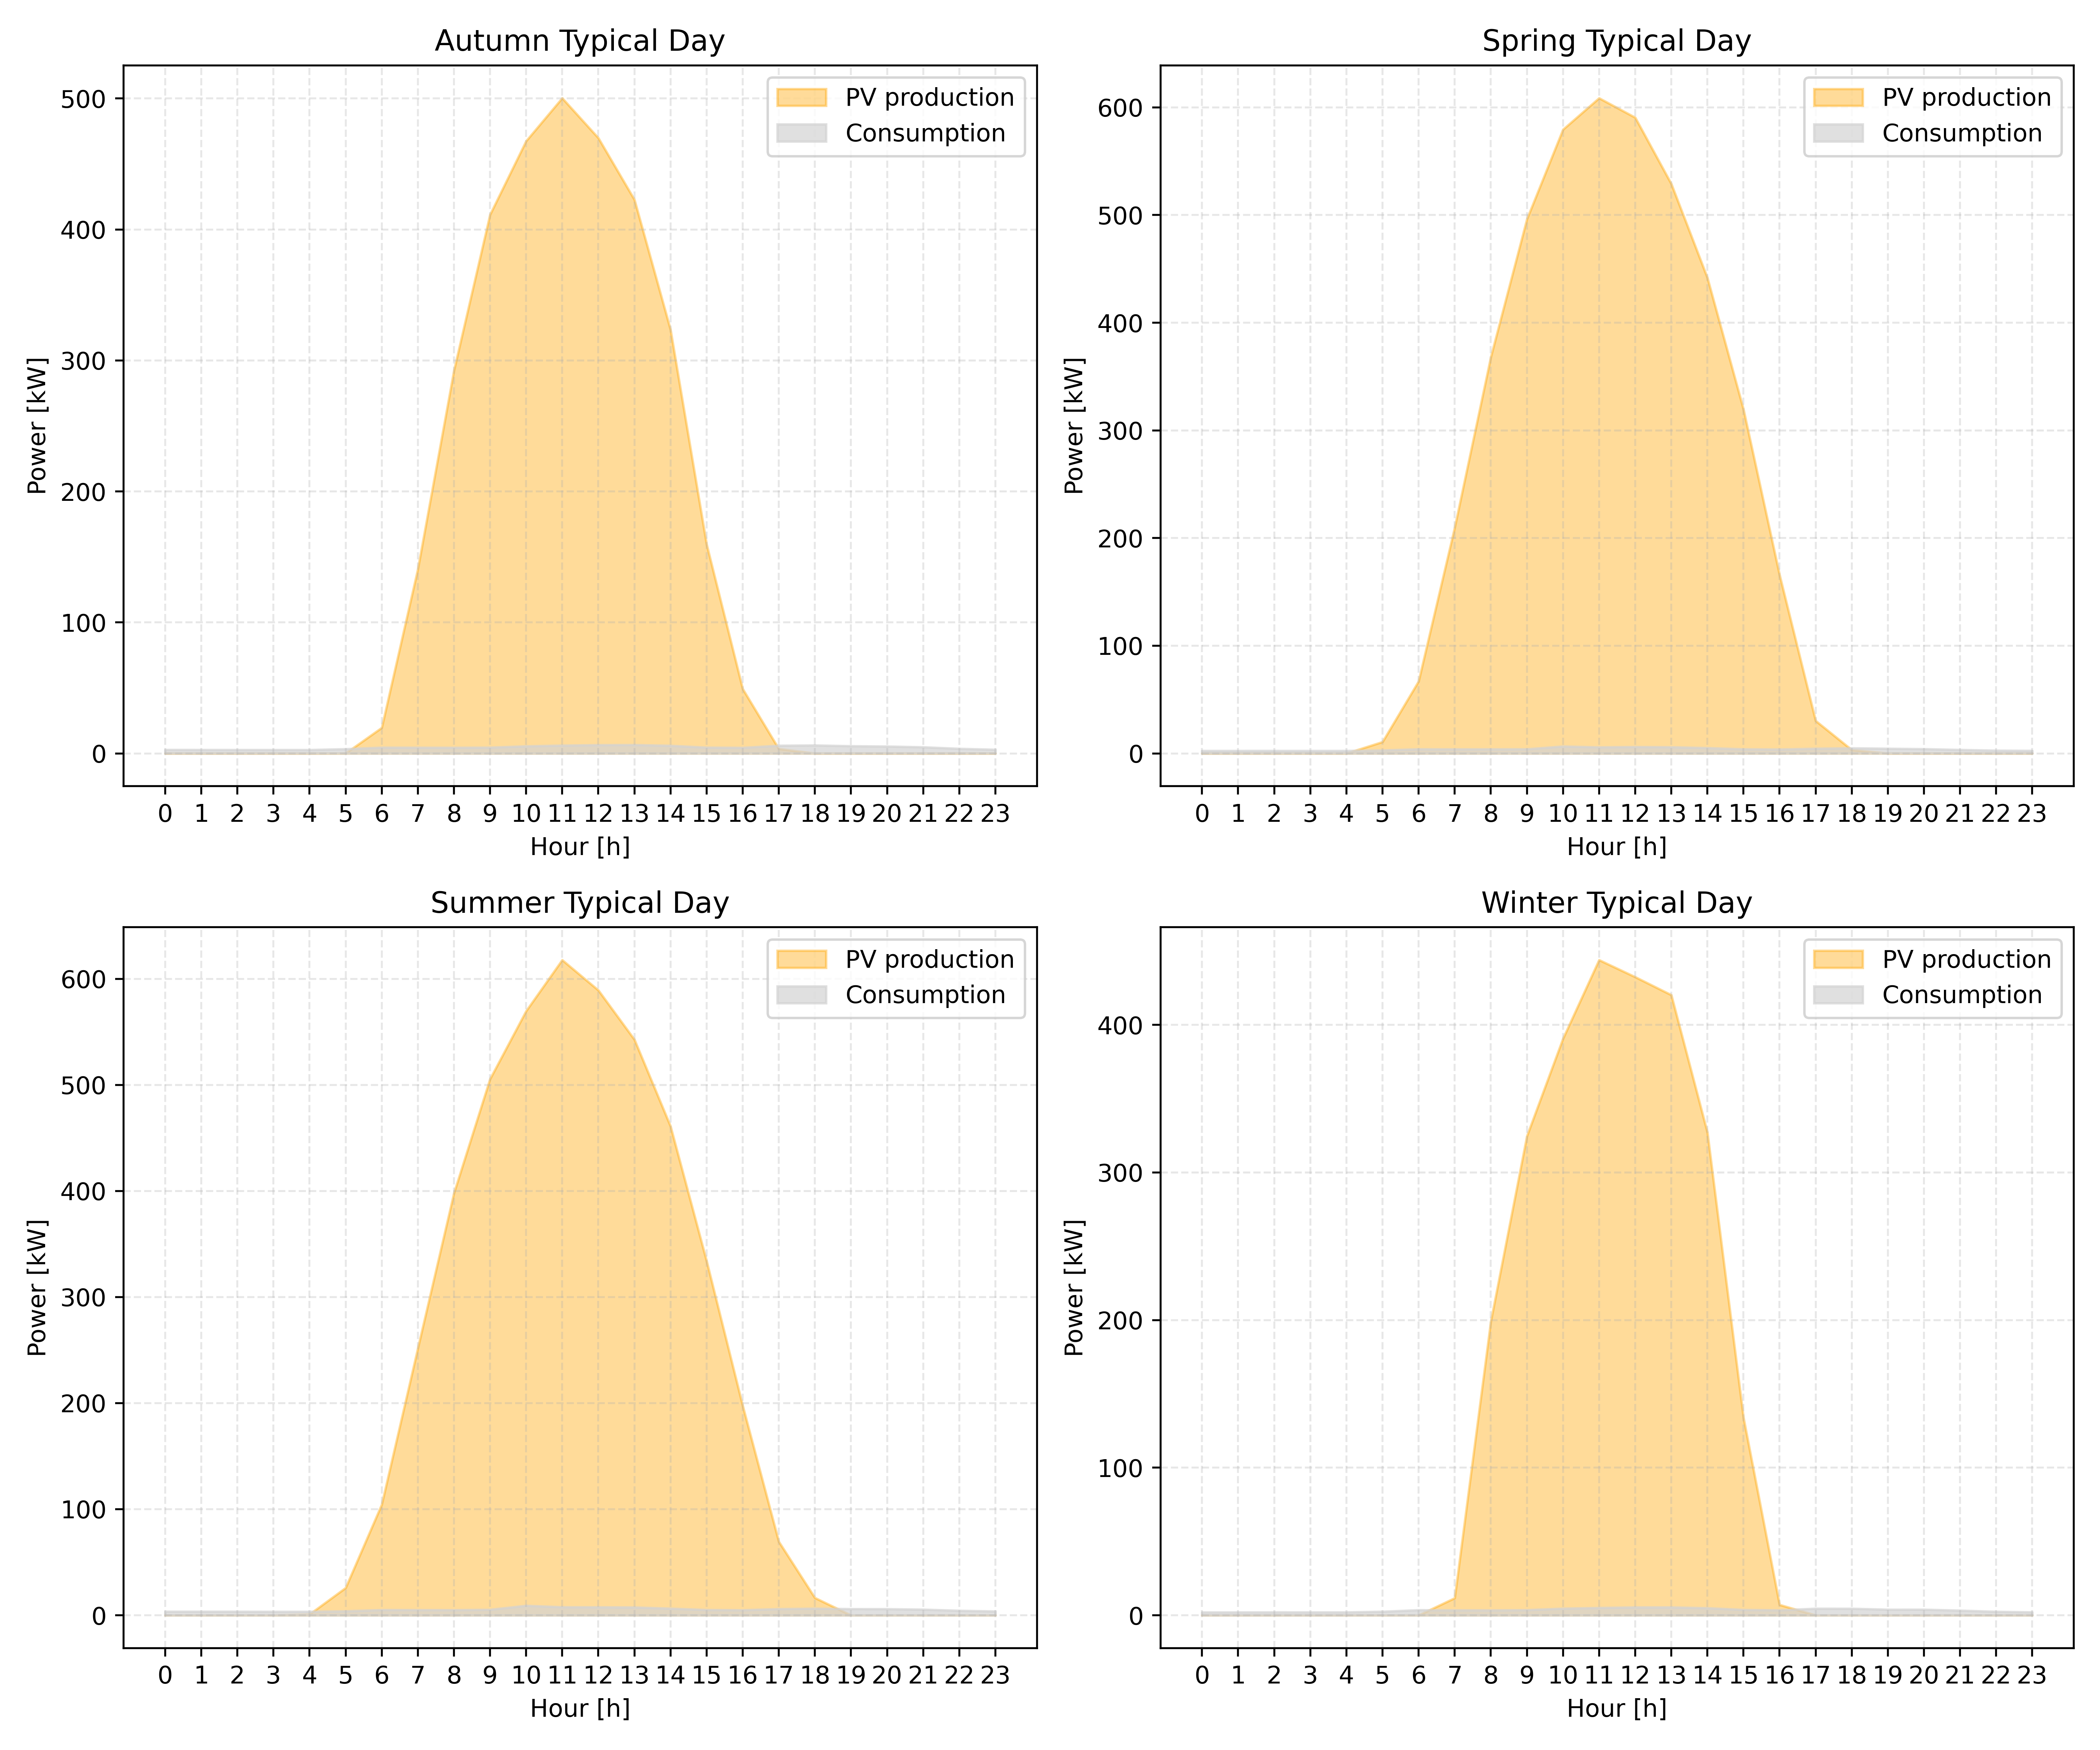 Autumn Typical Day
PV production
Consumption
500
400
300
200
100
0
Power [kW]
0 1 2 3 4 5 6 7 8 9 10 11 12 13 14 15 16 17 18 19 20 21 22 23
Hour [h]
Spring Typical Day
PV production
Consumption
600
500
400
300
200
100
0
Power [kW]
0 1 2 3 4 5 6 7 8 9 10 11 12 13 14 15 16 17 18 19 20 21 22 23
Hour [h]
Summer Typical Day
PV production
Consumption
600
500
400
300
200
100
0
Power [kW]
0 1 2 3 4 5 6 7 8 9 10 11 12 13 14 15 16 17 18 19 20 21 22 23
Hour [h]
Winter Typical Day
PV production
Consumption
400
300
200
100
0
Power [kW]
0 1 2 3 4 5 6 7 8 9 10 11 12 13 14 15 16 17 18 19 20 21 22 23
Hour [h]